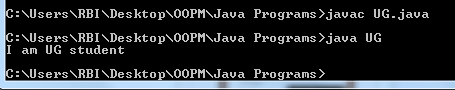 C:\Users\RBI\Desktop\OOPM\Java Programs>javac UG.java
C:\Users\RBI\Desktop\OOPM\Java Programs>java UG
I am UG student
C:\Users\RBI\Desktop\OOPM\Java Programs>